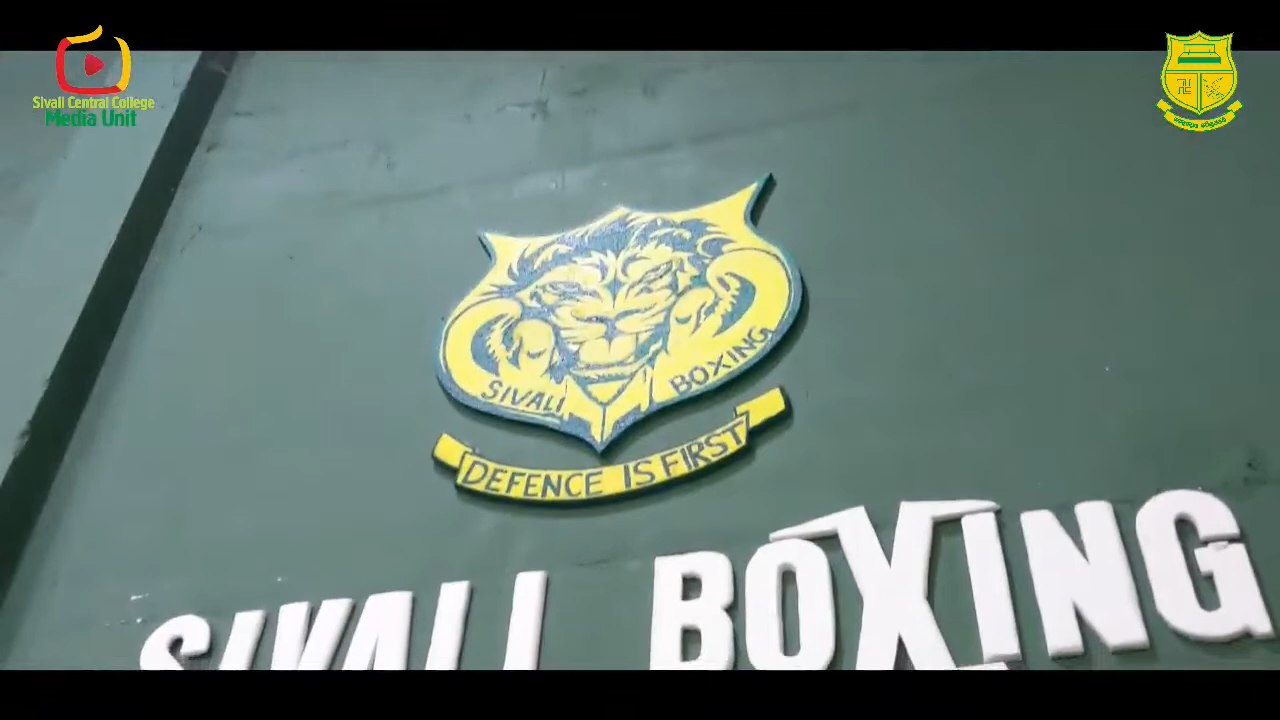 Sivali Central College
Media Unit
SIVALI BOXING
DEFENCE IS FIRST
SIVALI BOXING